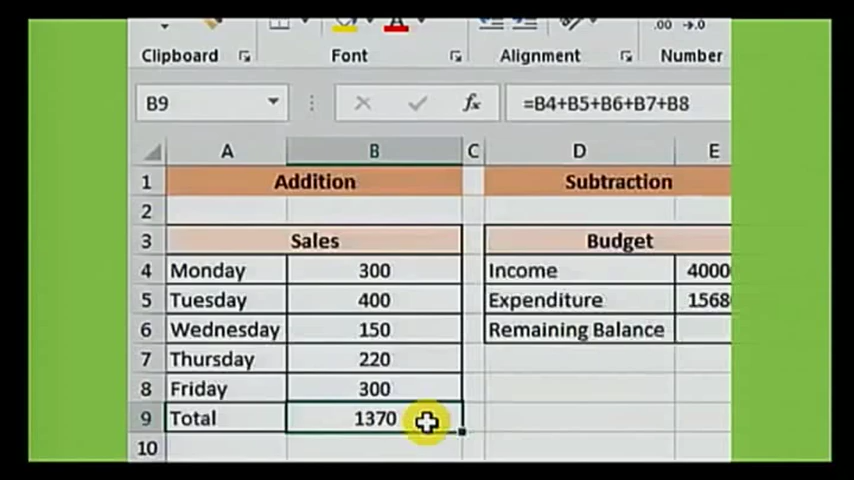 .00 →.0
Clipboard Font Alignment Number
B9 fx =B4+B5+B6+B7+B8
A B C D E
1 Addition Subtraction
2
3 Sales Budget
4 Monday 300 Income 4000
5 Tuesday 400 Expenditure 1568
6 Wednesday 150 Remaining Balance
7 Thursday 220
8 Friday 300
9 Total 1370
10